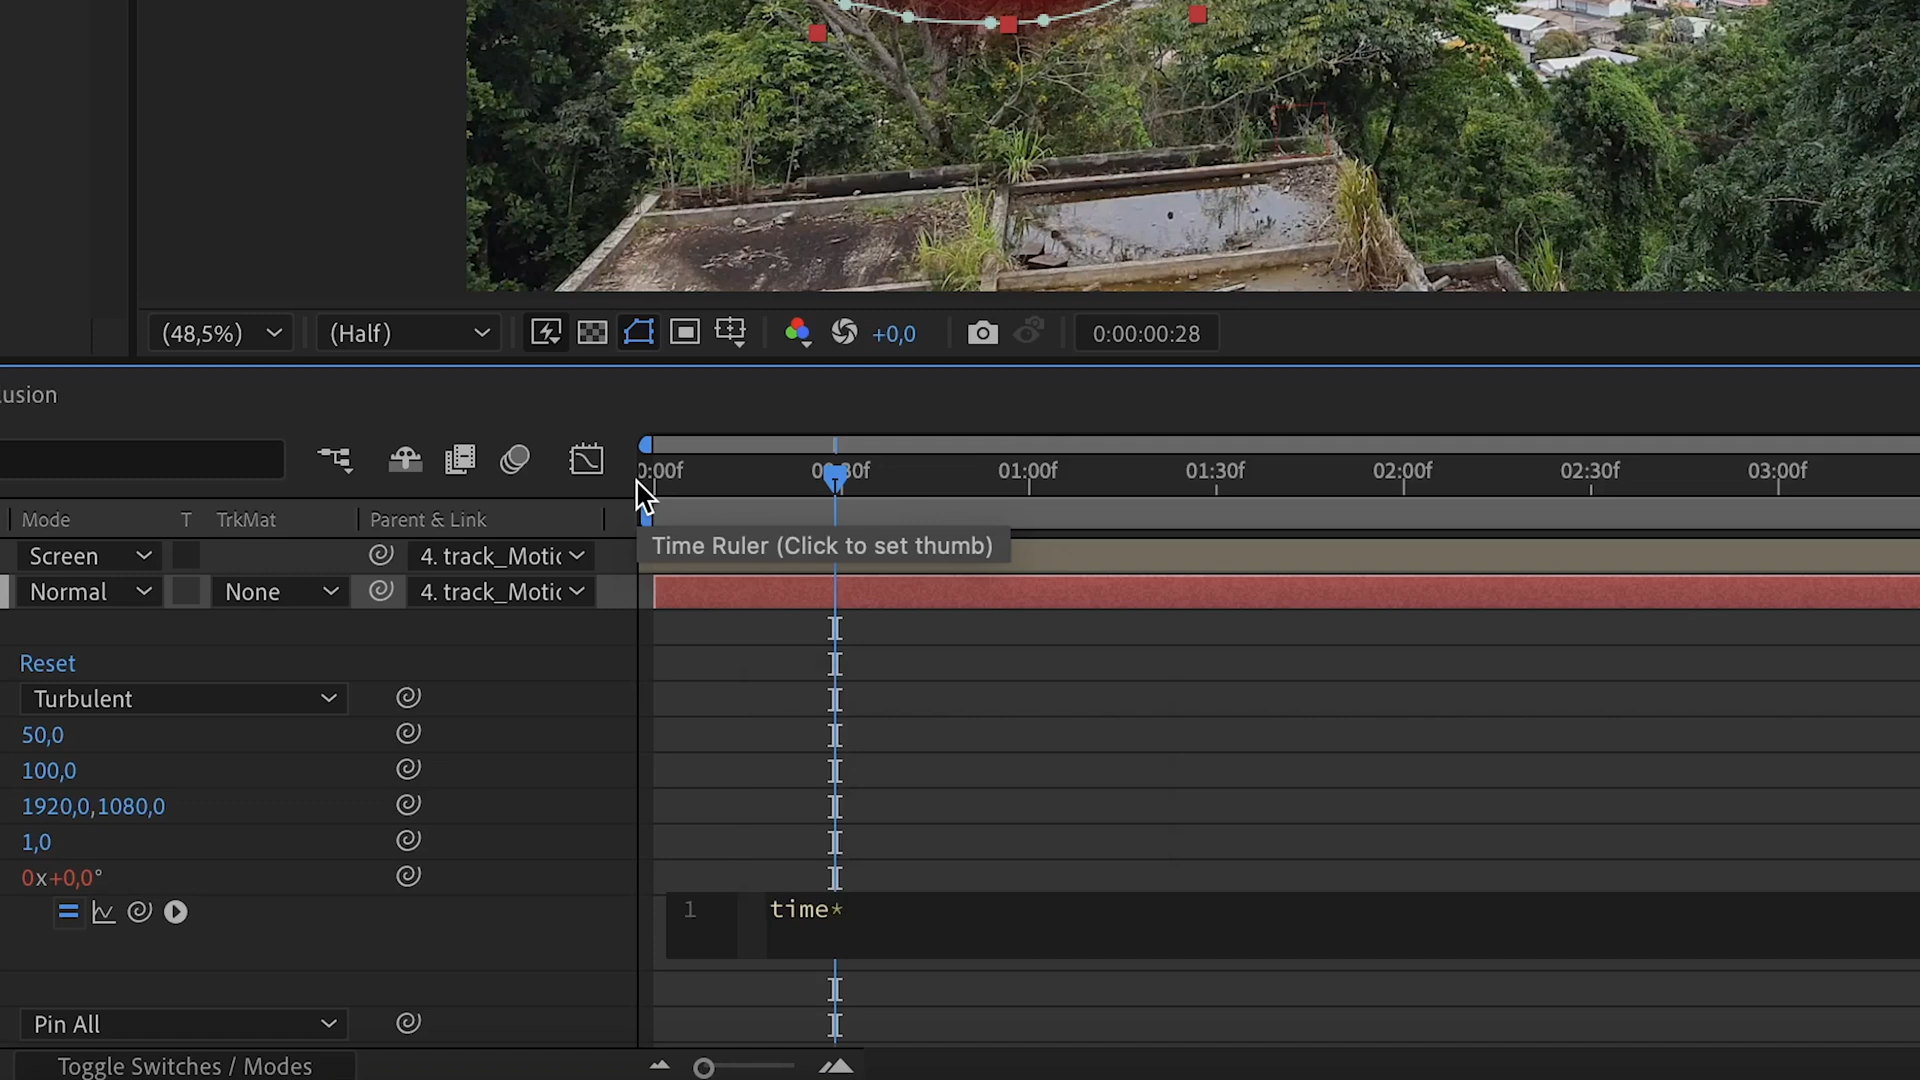 (48,5%)
(Half)
+0,0
0:00:00:28
lusion
0:00f
00:30f
01:00f
01:30f
02:00f
02:30f
03:00f
Mode
T
TrkMat
Parent & Link
Time Ruler (Click to set thumb)
Screen
4. track_Motic
Normal
None
4. track_Motic
Reset
Turbulent
50,0
100,0
1920,0,1080,0
1,0
0x+0,0°
1
time*
Pin All
Toggle Switches / Modes